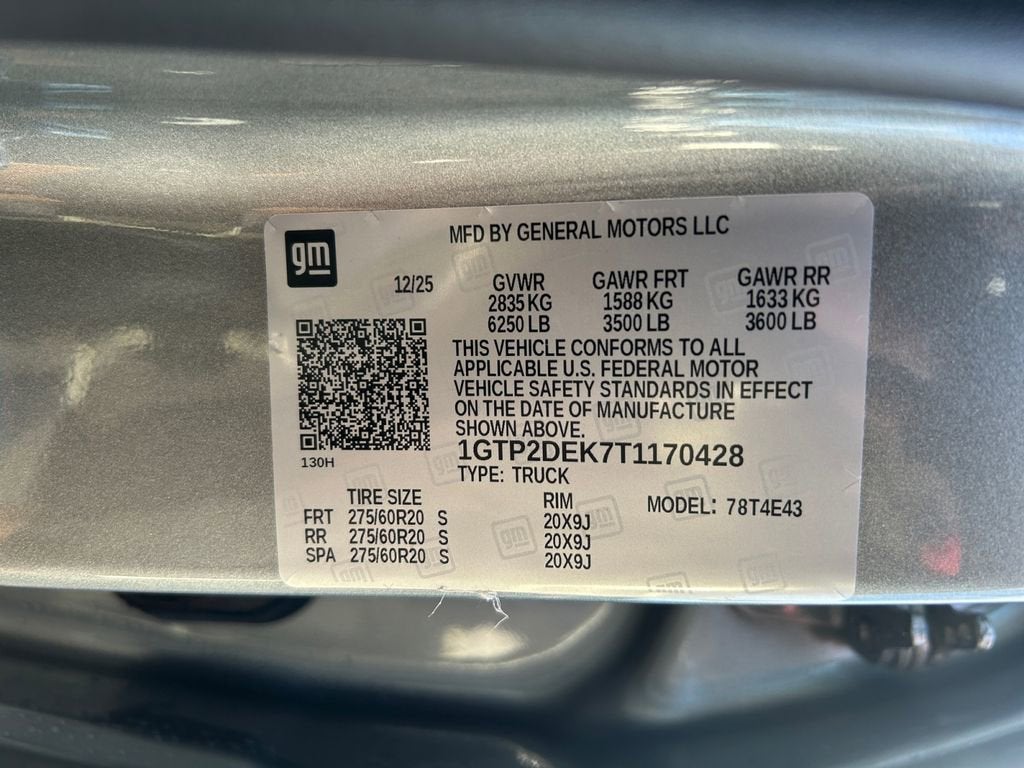 gm
MFD BY GENERAL MOTORS LLC
12/25 GVWR GAWR FRT GAWR RR
2835 KG 1588 KG 1633 KG
6250 LB 3500 LB 3600 LB
THIS VEHICLE CONFORMS TO ALL
APPLICABLE U.S. FEDERAL MOTOR
VEHICLE SAFETY STANDARDS IN EFFECT
ON THE DATE OF MANUFACTURE
SHOWN ABOVE.
130H
1GTP2DEK7T1170428
TYPE: TRUCK
TIRE SIZE RIM MODEL: 78T4E43
FRT 275/60R20 S 20X9J
RR 275/60R20 S 20X9J
SPA 275/60R20 S 20X9J